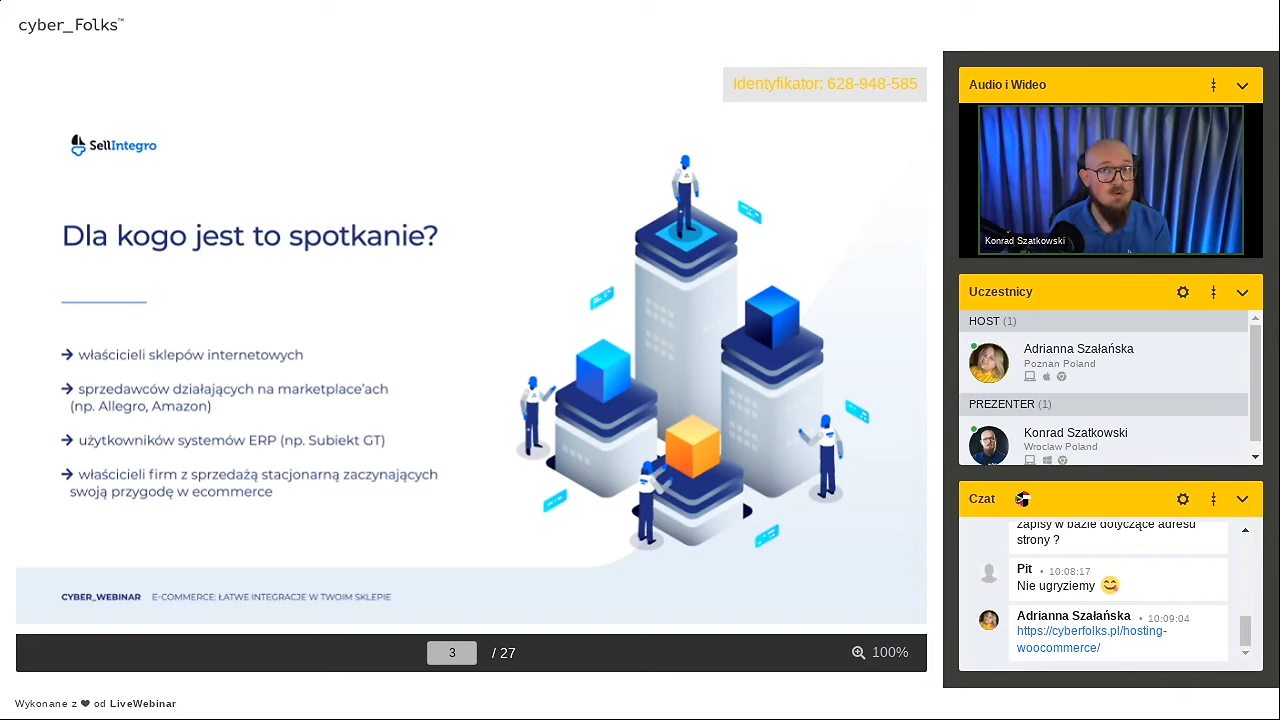 cyber_Folks™
Identyfikator: 628-948-585
SellIntegro
Dla kogo jest to spotkanie?
→ właścicieli sklepów internetowych
→ sprzedawców działających na marketplace'ach
(np. Allegro, Amazon)
→ użytkowników systemów ERP (np. Subiekt GT)
→ właścicieli firm z sprzedażą stacjonarną zaczynających
swoją przygodę w ecommerce
CYBER_WEBINAR E-COMMERCE: ŁATWE INTEGRACJE W TWOIM SKLEPIE
3 / 27
100%
Wykonane z ❤ od LiveWebinar
Audio i Wideo
Konrad Szatkowski
Uczestnicy
HOST (1)
Adrianna Szałańska
Poznan Poland
PREZENTER (1)
Konrad Szatkowski
Wroclaw Poland
Czat
zapisy w bazie dotyczące adresu
strony ?
Pit • 10:08:17
Nie ugryziemy 😋
Adrianna Szałańska • 10:09:04
https://cyberfolks.pl/hosting-
woocommerce/